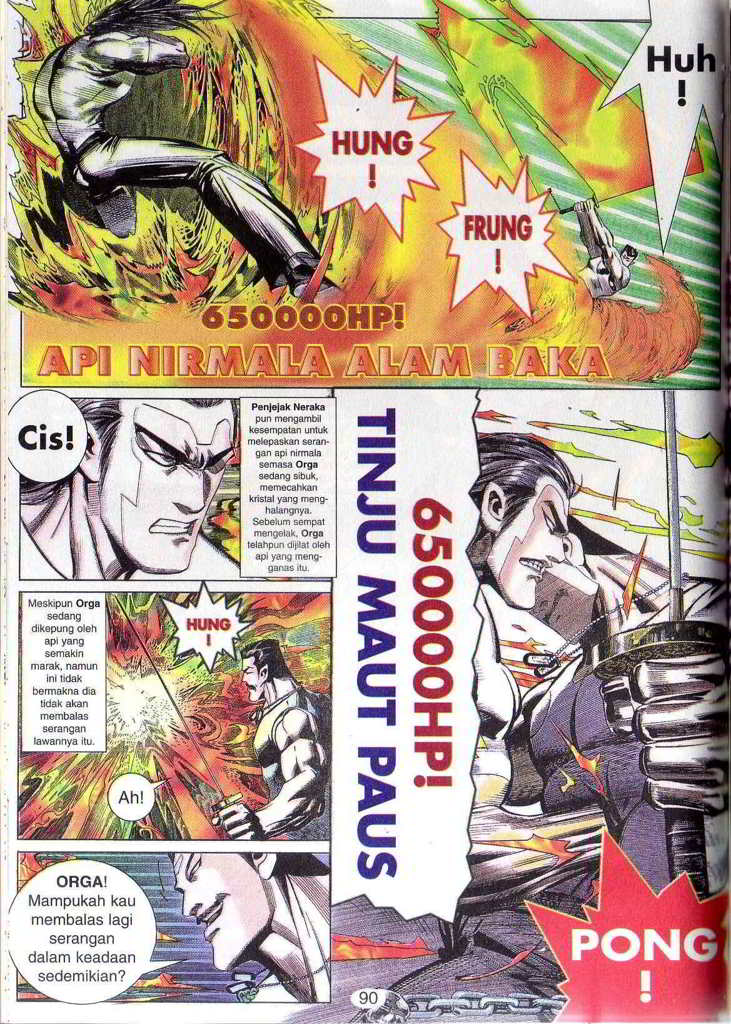 Huh
!
HUNG
!
FRUNG
!
650000HP!
API NIRMALA ALAM BAKA
Cis!
Penjejak Neraka
pun mengambil
kesempatan untuk
melepaskan seran-
gan api nirmala
semasa Orga
sedang sibuk,
memecahkan
kristal yang meng-
halangnya.
Sebelum sempat
mengelak, Orga
telahpun dijilat oleh
api yang meng-
ganas itu.
650000HP!
TINJU MAUT PAUS
Meskipun Orga
sedang
dikepung oleh
api yang
semakin
marak, namun
ini tidak
bermakna dia
tidak akan
membalas
serangan
lawannya itu.
HUNG
!
Ah!
ORGA!
Mampukah kau
membalas lagi
serangan
dalam keadaan
sedemikian?
PONG
!
90